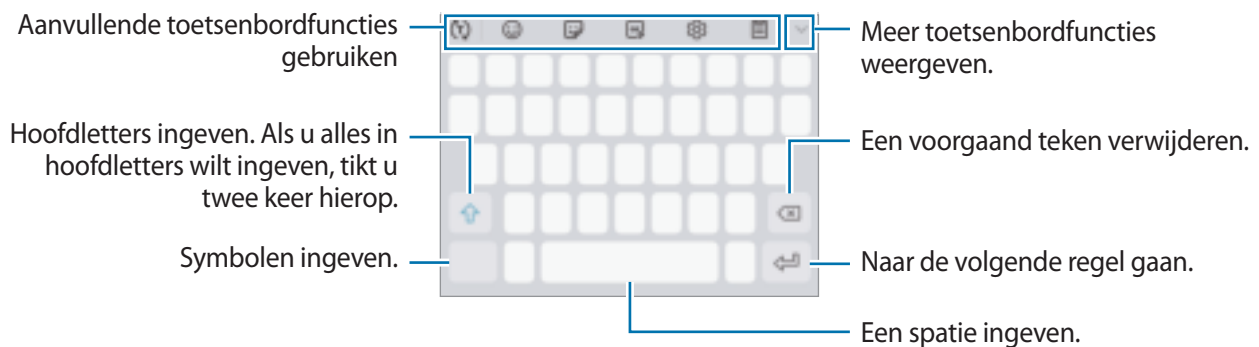 Aanvullende toetsenbordfuncties
gebruiken
Meer toetsenbordfuncties
weergeven.
Hoofdletters ingeven. Als u alles in
hoofdletters wilt ingeven, tikt u
twee keer hierop.
Een voorgaand teken verwijderen.
Symbolen ingeven.
Naar de volgende regel gaan.
Een spatie ingeven.